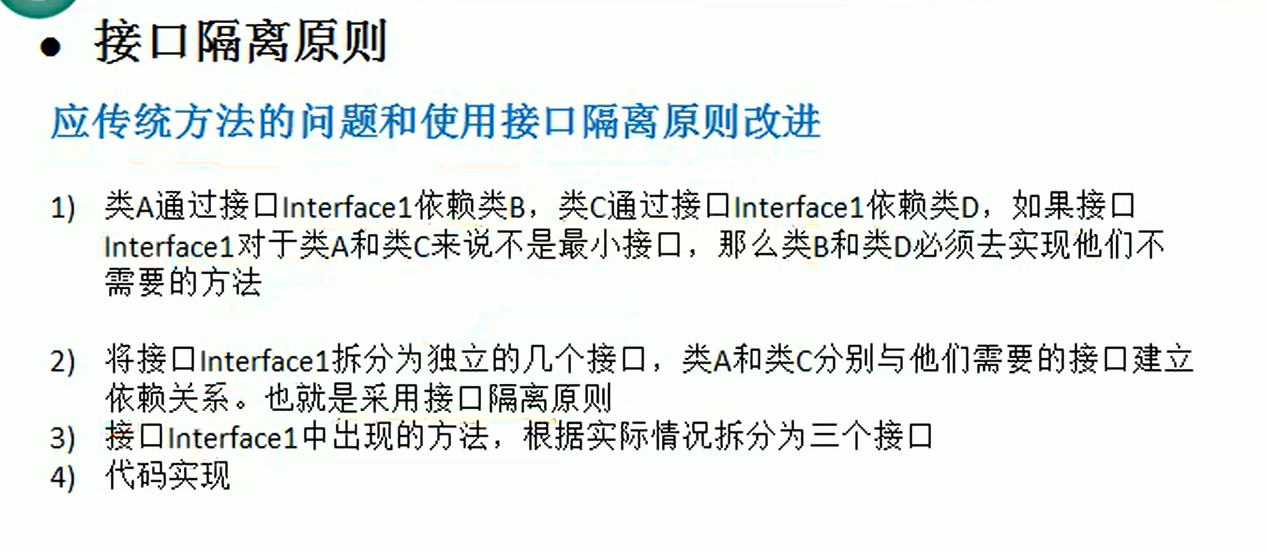 ● 接口隔离原则
应传统方法的问题和使用接口隔离原则改进
1) 类A通过接口Interface1依赖类B，类C通过接口Interface1依赖类D，如果接口
Interface1对于类A和类C来说不是最小接口，那么类B和类D必须去实现他们不
需要的方法
2) 将接口Interface1拆分为独立的几个接口，类A和类C分别与他们需要的接口建立
依赖关系。也就是采用接口隔离原则
3) 接口Interface1中出现的方法，根据实际情况拆分为三个接口
4) 代码实现